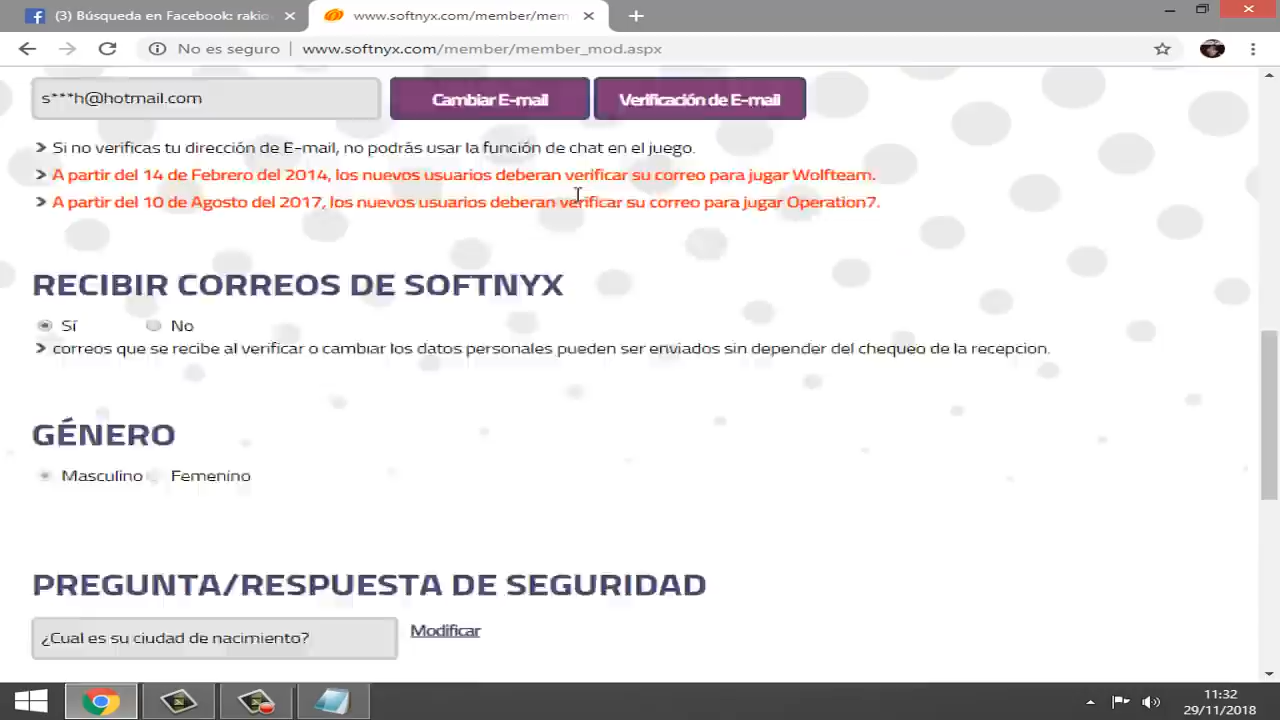 (3) Búsqueda en Facebook: rakio
www.softnyx.com/member/mem
No es seguro
www.softnyx.com/member/member_mod.aspx
s***h@hotmail.com
Cambiar E-mail
Verificación de E-mail
Si no verificas tu dirección de E-mail, no podrás usar la función de chat en el juego.
A partir del 14 de Febrero del 2014, los nuevos usuarios deberan verificar su correo para jugar Wolfteam.
A partir del 10 de Agosto del 2017, los nuevos usuarios deberan verificar su correo para jugar Operation7.
RECIBIR CORREOS DE SOFTNYX
Sí No
correos que se recibe al verificar o cambiar los datos personales pueden ser enviados sin depender del chequeo de la recepcion.
GÉNERO
Masculino Femenino
PREGUNTA/RESPUESTA DE SEGURIDAD
¿Cual es su ciudad de nacimiento?
Modificar
11:32
29/11/2018